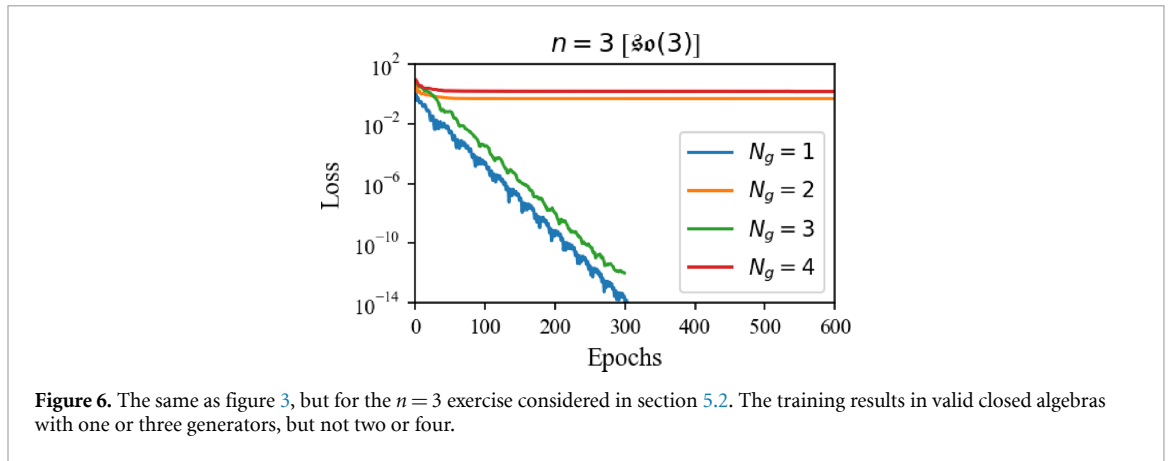 n = 3 [𝔰𝔬(3)]
10²
10⁻²
10⁻⁶
10⁻¹⁰
10⁻¹⁴
Loss
N_g = 1
N_g = 2
N_g = 3
N_g = 4
0 100 200 300 400 500 600
Epochs
Figure 6. The same as figure 3, but for the n = 3 exercise considered in section 5.2. The training results in valid closed algebras
with one or three generators, but not two or four.